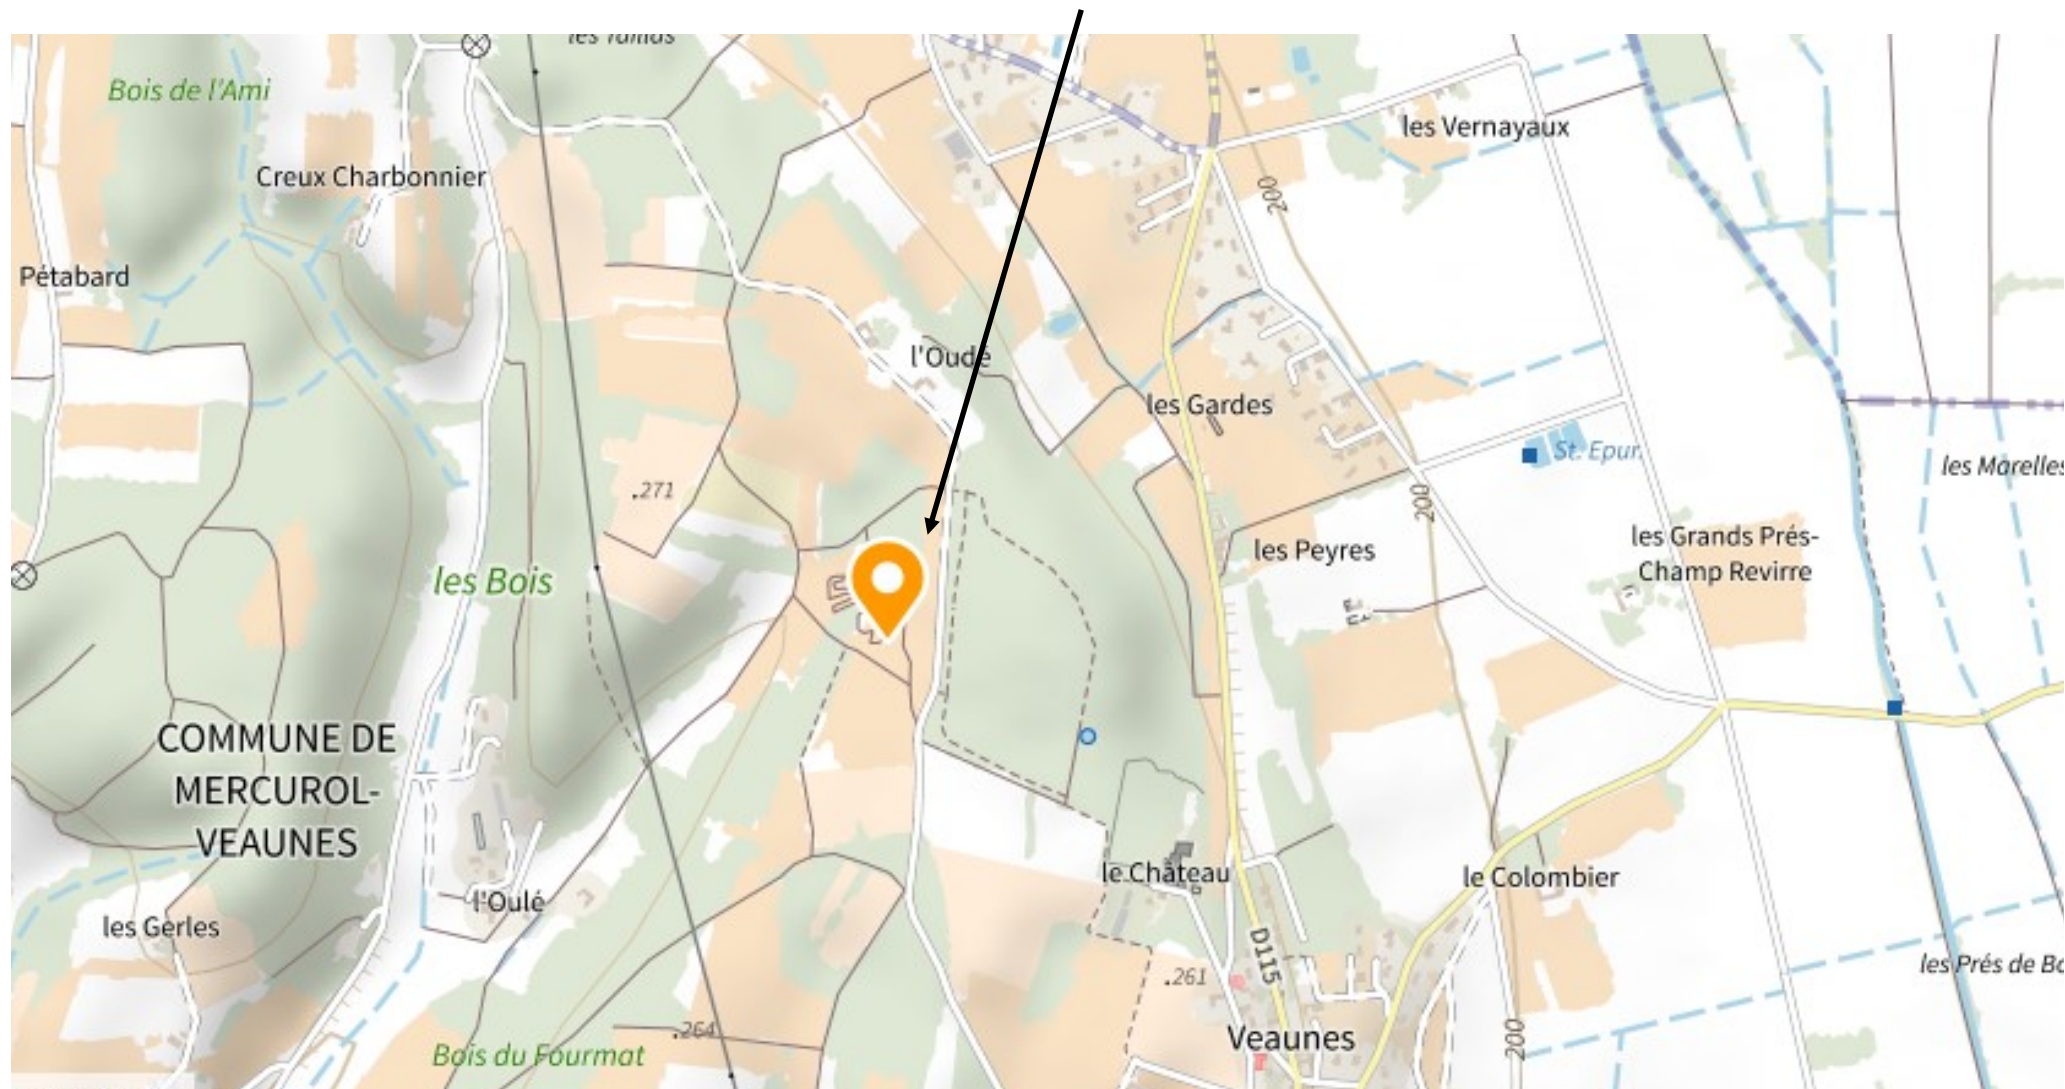 les Taillas
Bois de l'Ami
les Vernayaux
Creux Charbonnier
200
Pétabard
l'Oudé
les Gardes
St. Epur.
les Marelles
.271
200
les Grands Prés-
Champ Revirre
les Peyres
les Bois
COMMUNE DE
MERCUROL-
VEAUNES
le Château
le Colombier
l'Oulé
les Gerles
D115
les Prés de Bo
.261
.264
Veaunes
200
Bois du Fourmat